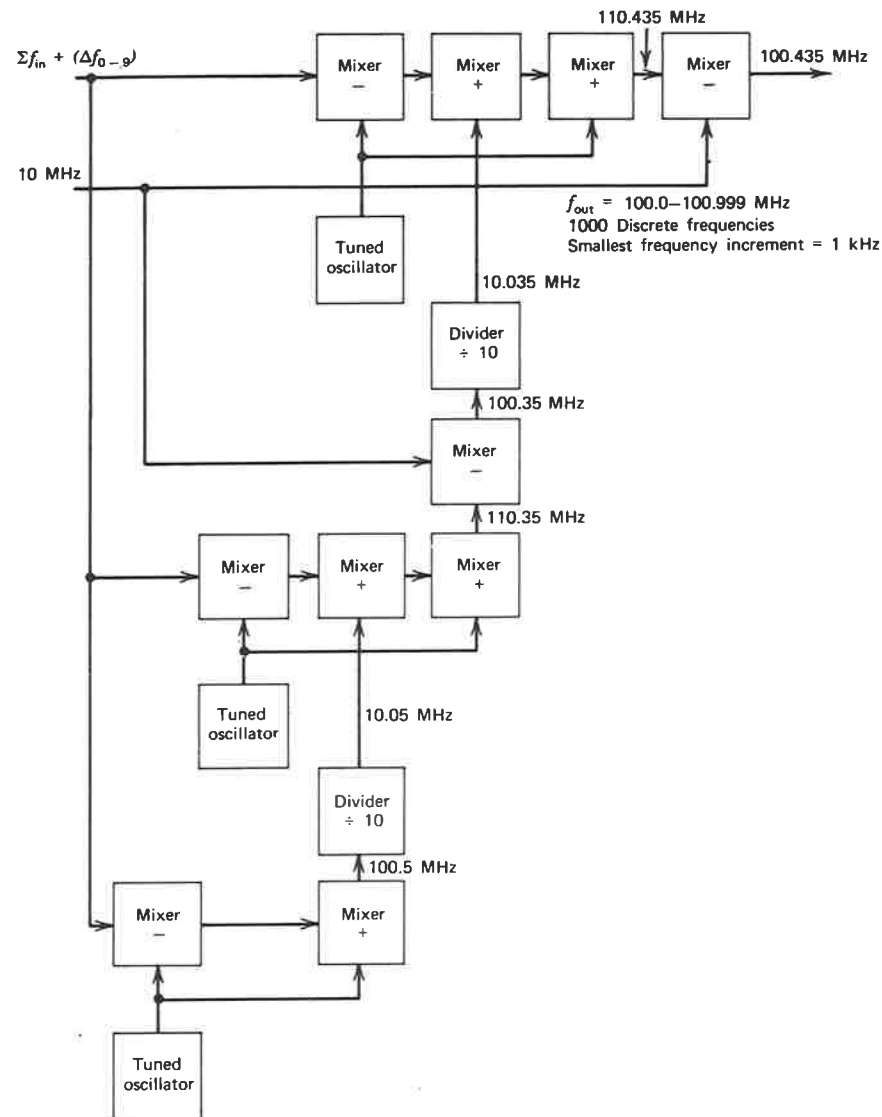 110.435 MHz
Σf_in + (Δf_0–9)
Mixer
–
Mixer
+
Mixer
+
Mixer
–
100.435 MHz
10 MHz
f_out = 100.0–100.999 MHz
1000 Discrete frequencies
Smallest frequency increment = 1 kHz
Tuned
oscillator
10.035 MHz
Divider
÷ 10
100.35 MHz
Mixer
–
110.35 MHz
Mixer
–
Mixer
+
Mixer
+
Tuned
oscillator
10.05 MHz
Divider
÷ 10
100.5 MHz
Mixer
–
Mixer
+
Tuned
oscillator